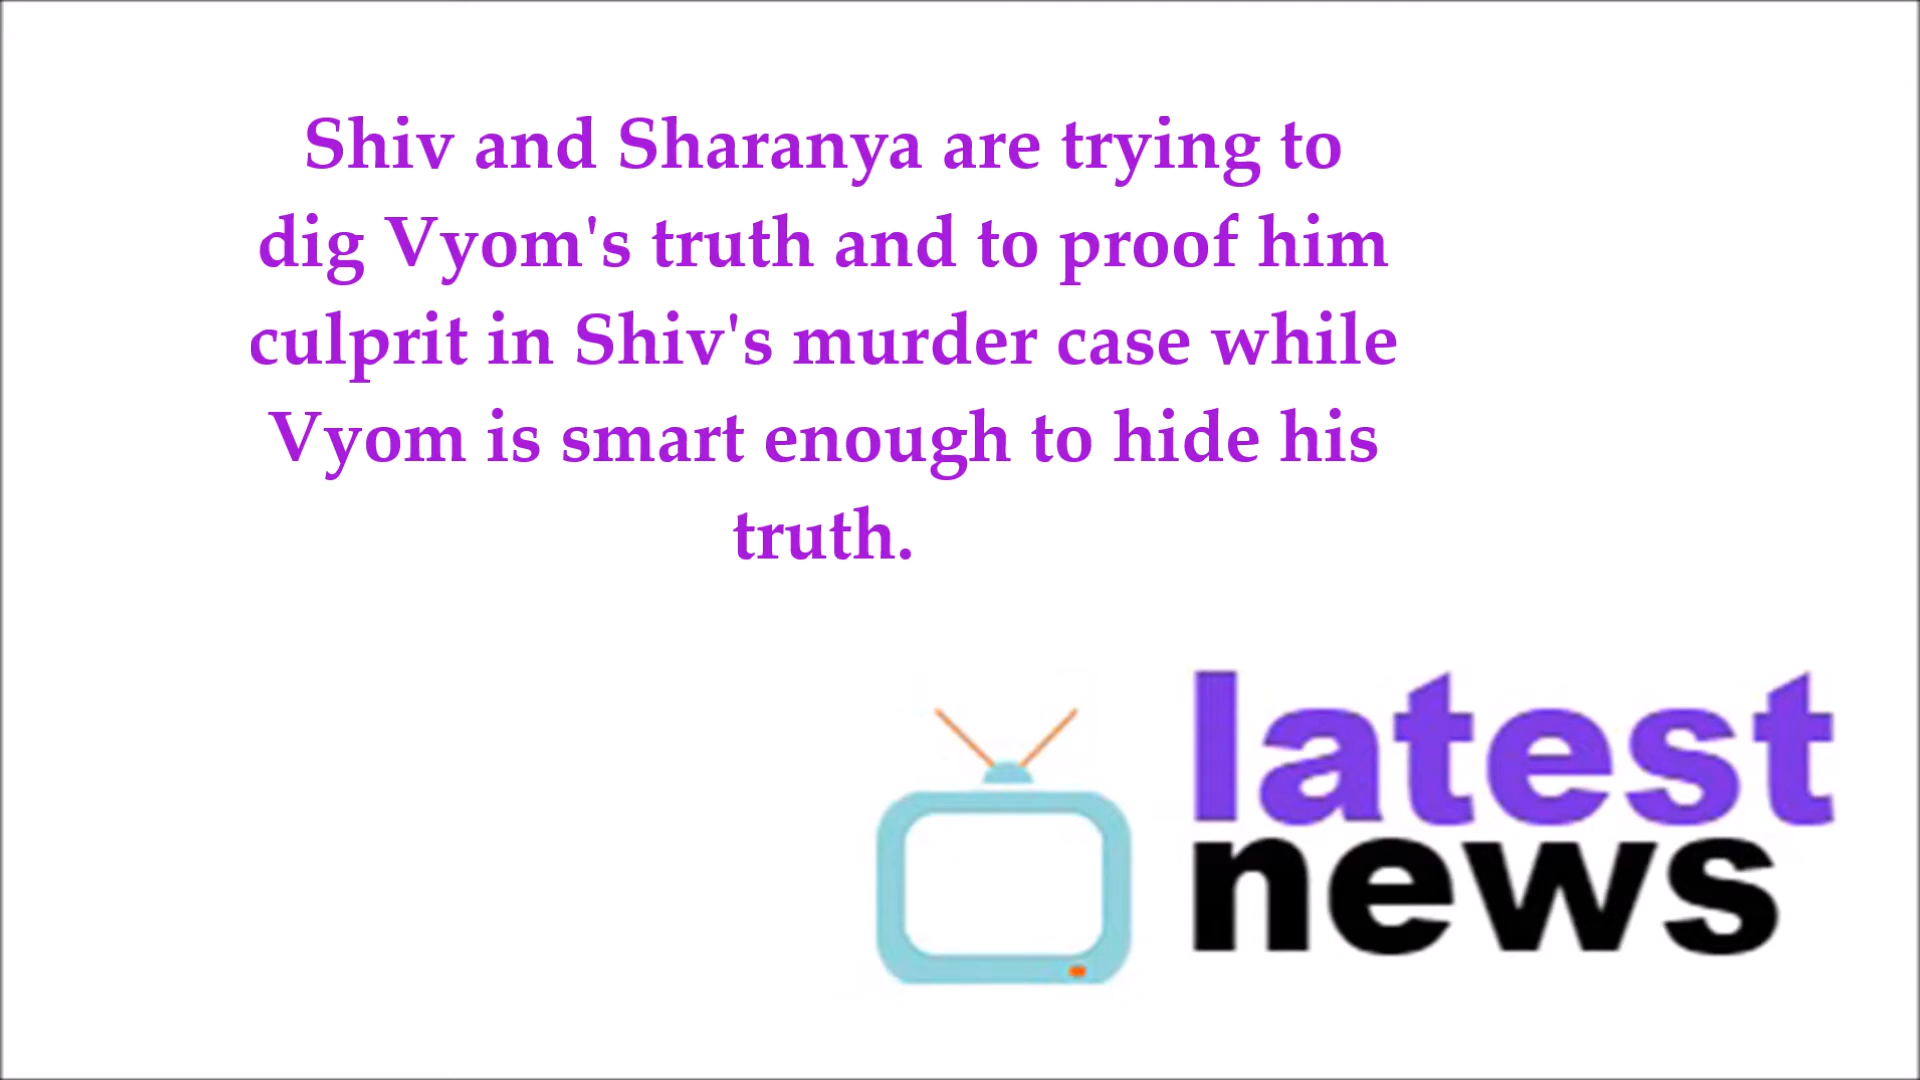 Shiv and Sharanya are trying to
dig Vyom's truth and to proof him
culprit in Shiv's murder case while
Vyom is smart enough to hide his
truth.
latest
news